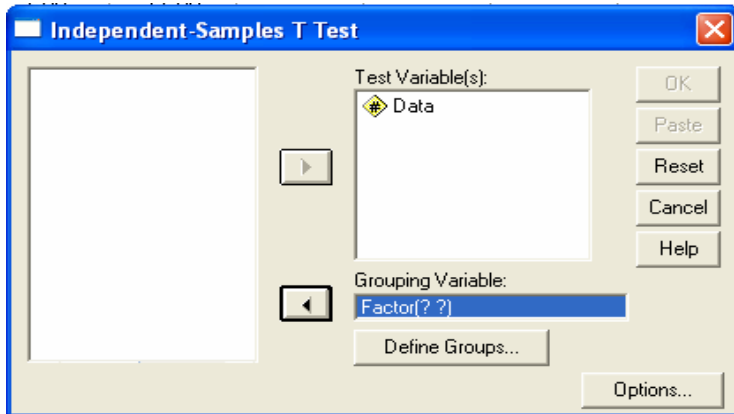 Independent-Samples T Test
Test Variable(s):
# Data
OK
Paste
Reset
Cancel
Help
Grouping Variable:
Factor(? ?)
Define Groups...
Options...